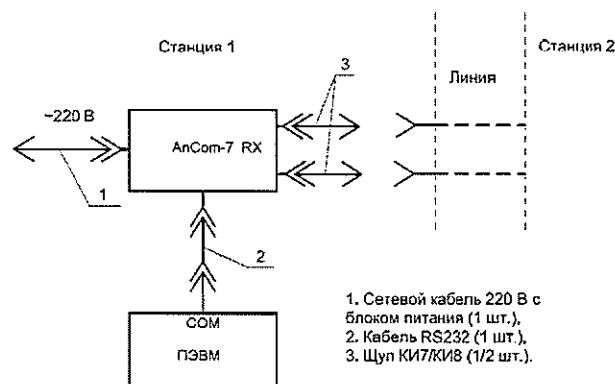 Станция 1
Станция 2
3
Линия
~220 В
AnCom-7 RX
1
2
COM
ПЭВМ
1. Сетевой кабель 220 В с
блоком питания (1 шт.),
2. Кабель RS232 (1 шт.),
3. Щуп КИ7/КИ8 (1/2 шт.).